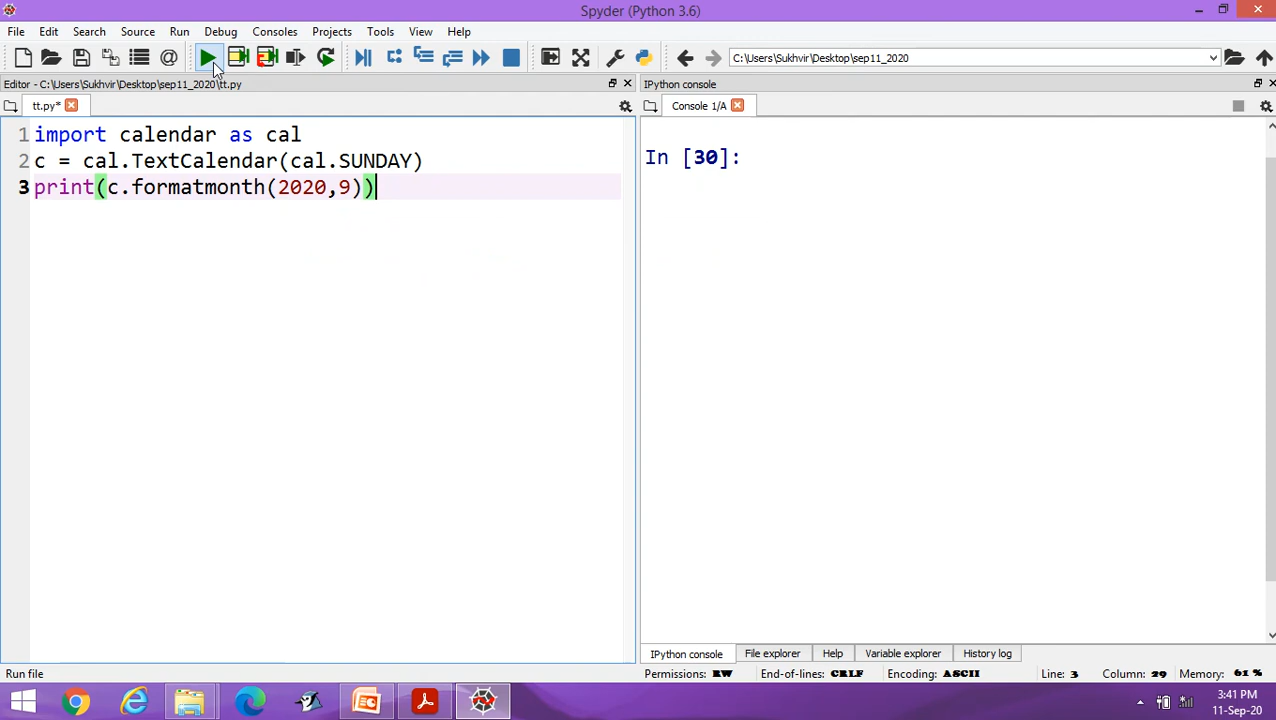 Spyder (Python 3.6)
File Edit Search Source Run Debug Consoles Projects Tools View Help
C:\Users\Sukhvir\Desktop\sep11_2020
Editor - C:\Users\Sukhvir\Desktop\sep11_2020\tt.py
IPython console
tt.py*
Console 1/A
1 import calendar as cal
2 c = cal.TextCalendar(cal.SUNDAY)
3 print(c.formatmonth(2020,9))
In [30]:
IPython console File explorer Help Variable explorer History log
Run file
Permissions: RW End-of-lines: CRLF Encoding: ASCII Line: 3 Column: 29 Memory: 61 %
3:41 PM
11-Sep-20